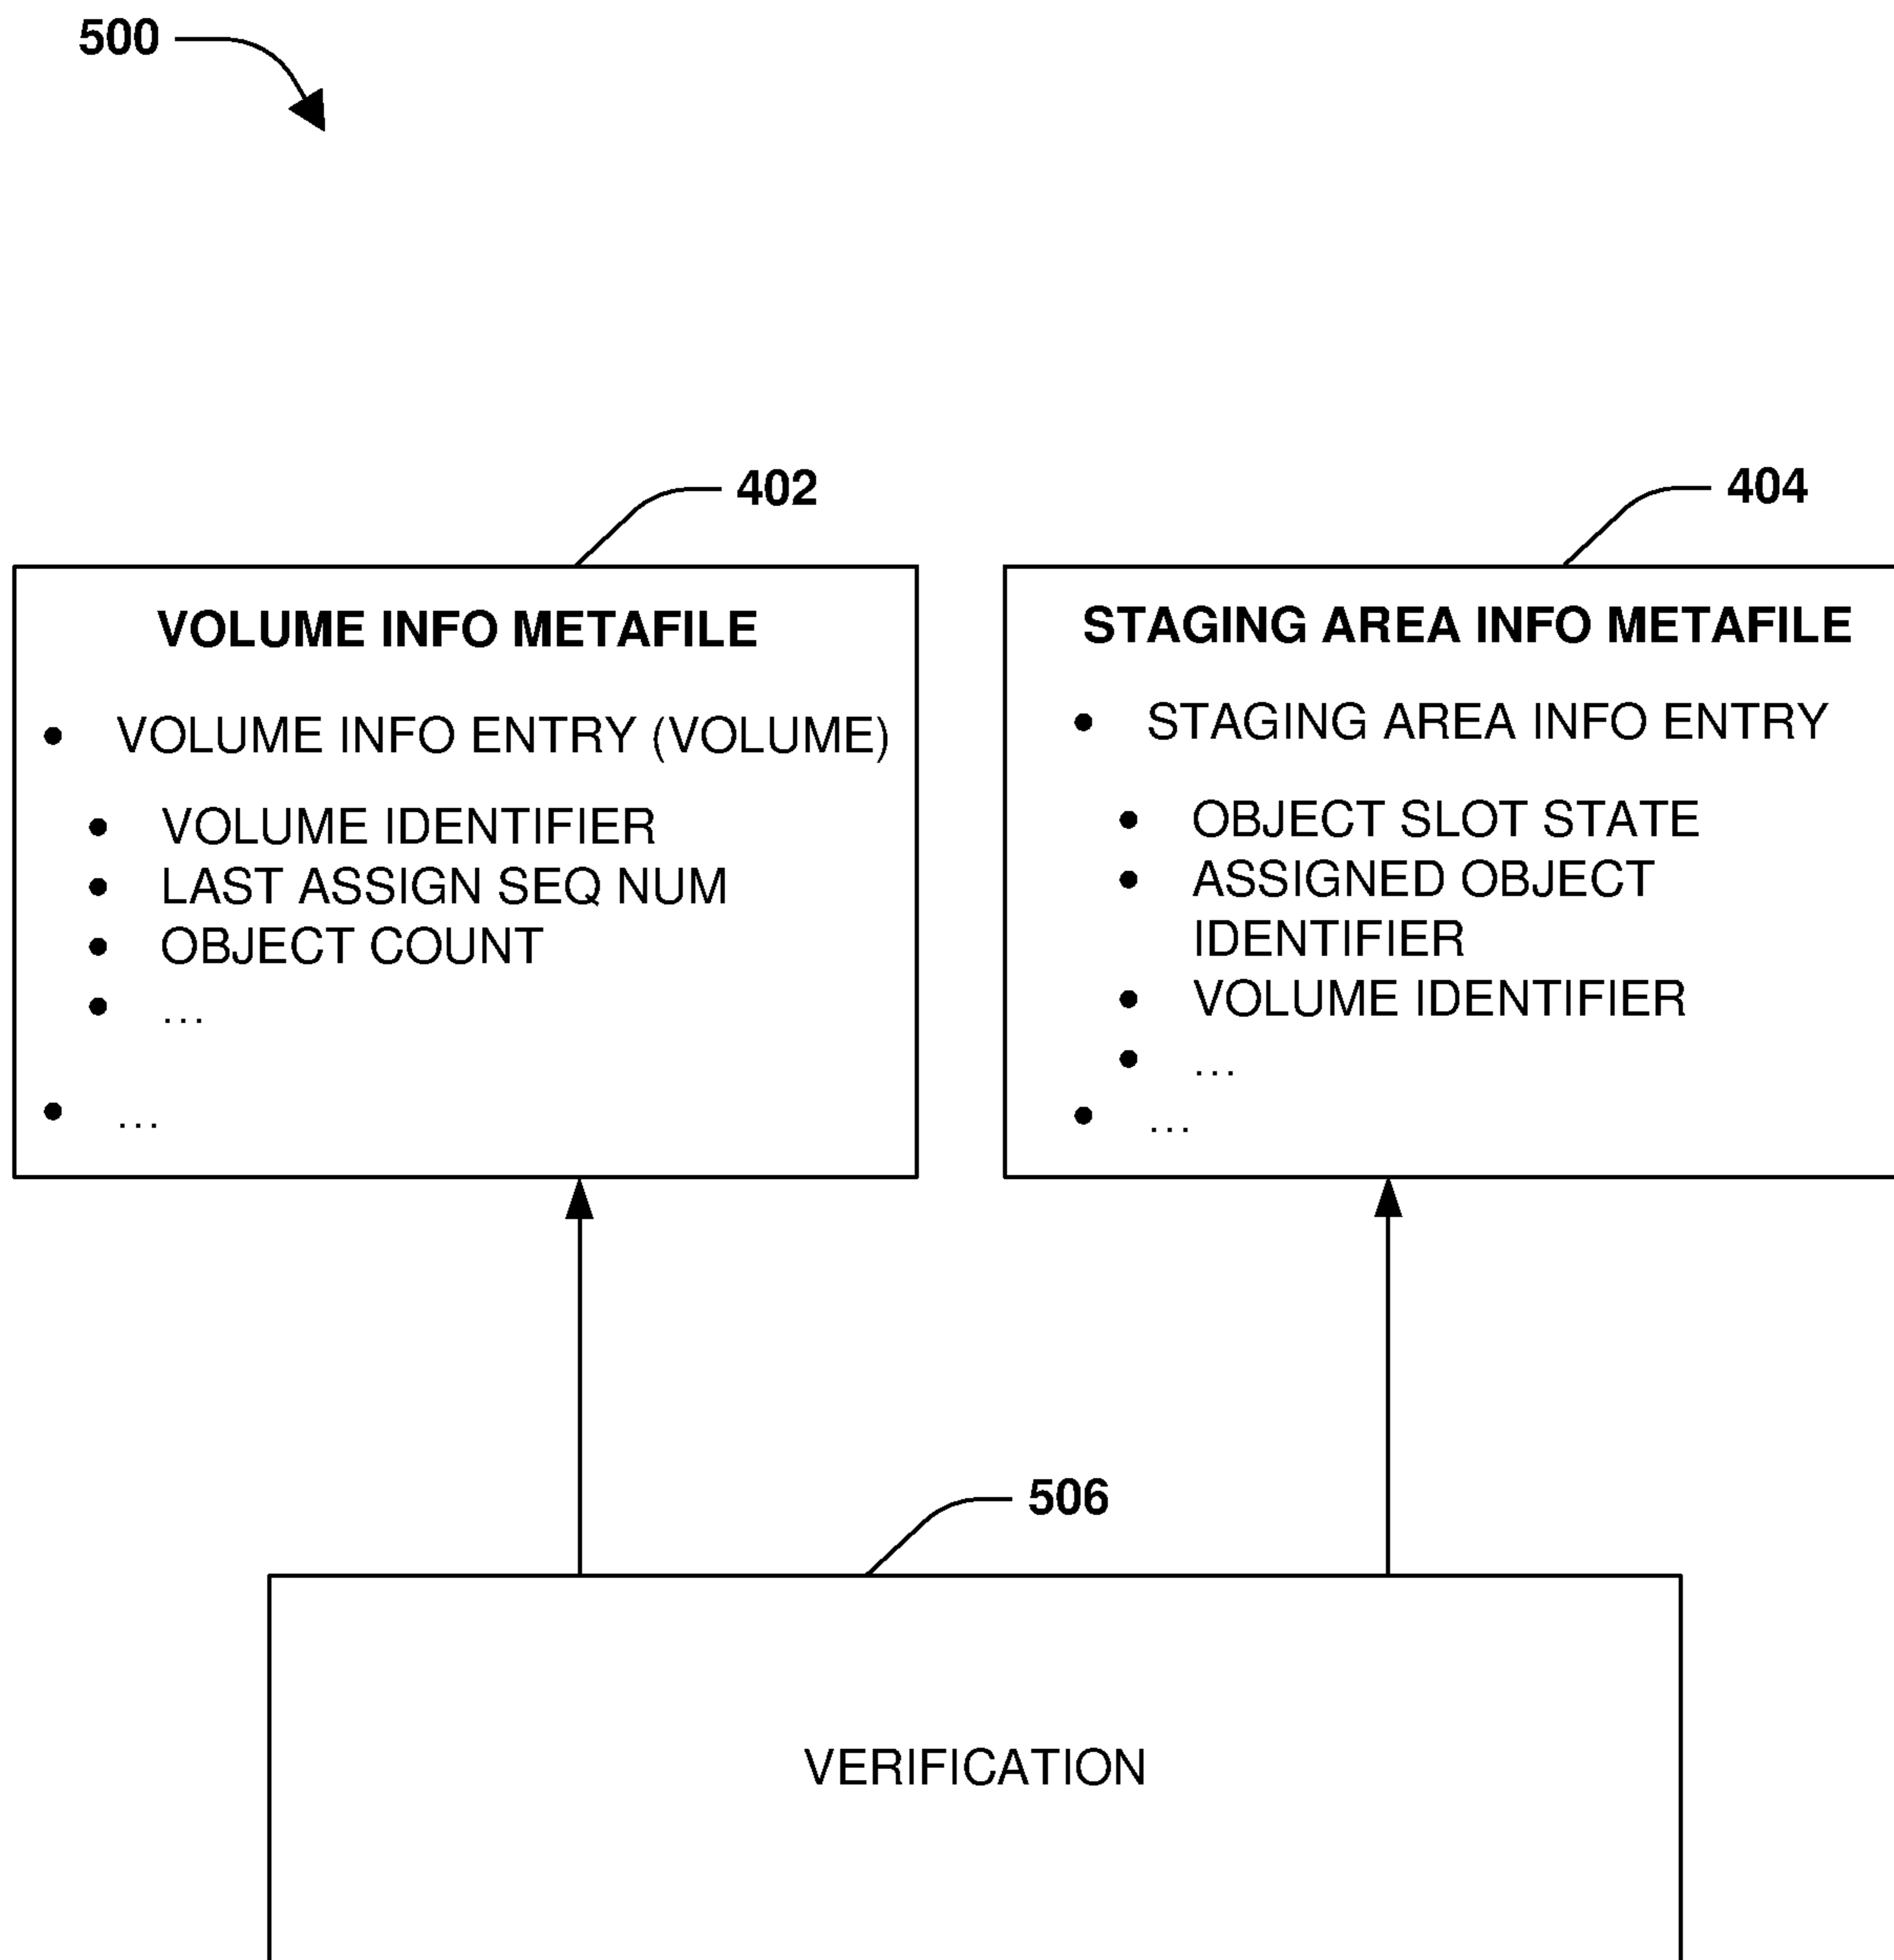 500
402
404
VOLUME INFO METAFILE
• VOLUME INFO ENTRY (VOLUME)
• VOLUME IDENTIFIER
• LAST ASSIGN SEQ NUM
• OBJECT COUNT
• ...
• ...
STAGING AREA INFO METAFILE
• STAGING AREA INFO ENTRY
• OBJECT SLOT STATE
• ASSIGNED OBJECT
IDENTIFIER
• VOLUME IDENTIFIER
• ...
• ...
506
VERIFICATION